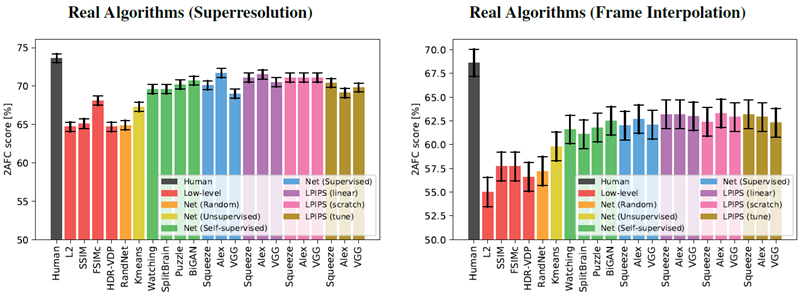 Real Algorithms (Superresolution)
75
70
65
60
55
50
2AFC score [%]
Human
Low-level
Net (Random)
Net (Unsupervised)
Net (Self-supervised)
Net (Supervised)
LPIPS (linear)
LPIPS (scratch)
LPIPS (tune)
Human
L2
SSIM
FSIMc
HDR-VDP
RandNet
Kmeans
Watching
SplitBrain
Puzzle
BiGAN
Squeeze
Alex
VGG
Squeeze
Alex
VGG
Squeeze
Alex
VGG
Squeeze
Alex
VGG
Real Algorithms (Frame Interpolation)
70.0
67.5
65.0
62.5
60.0
57.5
55.0
52.5
50.0
2AFC score [%]
Human
Low-level
Net (Random)
Net (Unsupervised)
Net (Self-supervised)
Net (Supervised)
LPIPS (linear)
LPIPS (scratch)
LPIPS (tune)
Human
L2
SSIM
FSIMc
HDR-VDP
RandNet
Kmeans
Watching
SplitBrain
Puzzle
BiGAN
Squeeze
Alex
VGG
Squeeze
Alex
VGG
Squeeze
Alex
VGG
Squeeze
Alex
VGG